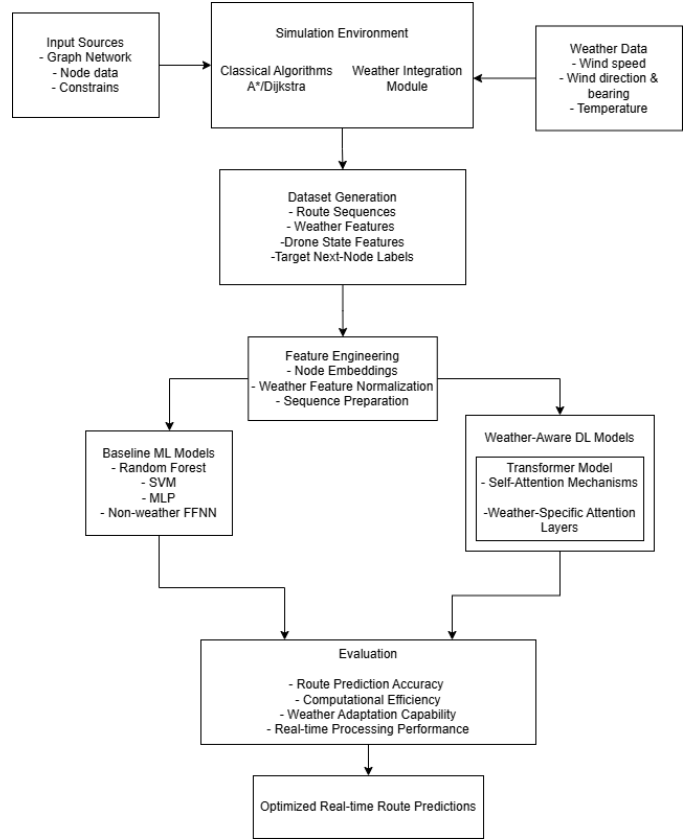 Input Sources
- Graph Network
- Node data
- Constrains
Simulation Environment
Classical Algorithms
A*/Dijkstra
Weather Integration
Module
Weather Data
- Wind speed
- Wind direction &
bearing
- Temperature
Dataset Generation
- Route Sequences
- Weather Features
-Drone State Features
-Target Next-Node Labels
Feature Engineering
- Node Embeddings
- Weather Feature Normalization
- Sequence Preparation
Baseline ML Models
- Random Forest
- SVM
- MLP
- Non-weather FFNN
Weather-Aware DL Models
Transformer Model
- Self-Attention Mechanisms
-Weather-Specific Attention
Layers
Evaluation
- Route Prediction Accuracy
- Computational Efficiency
- Weather Adaptation Capability
- Real-time Processing Performance
Optimized Real-time Route Predictions